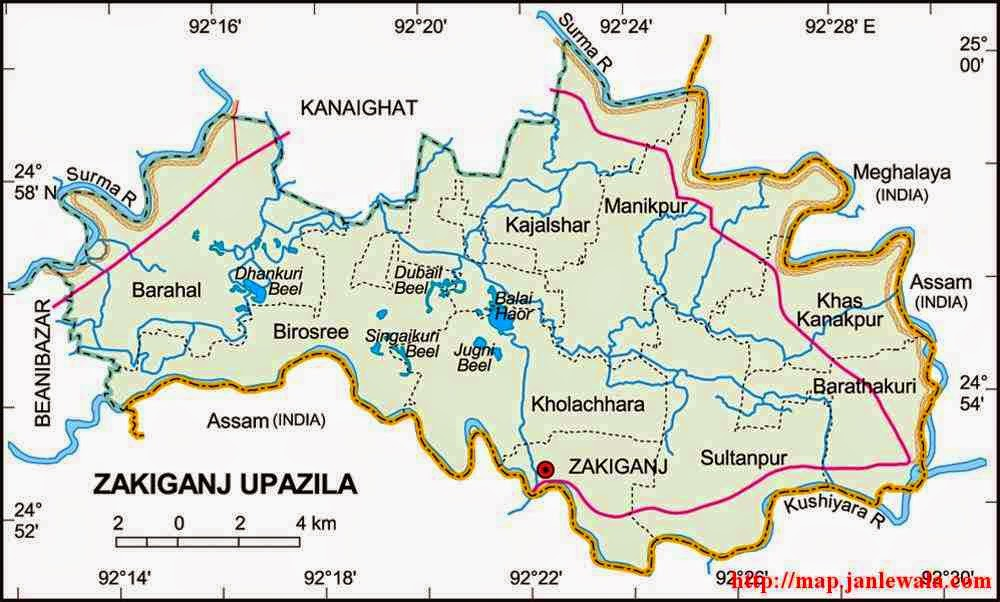 92°16' 92°20' 92°24' 92°28' E
25°
00'
Surma R
KANAIGHAT
24°
58' N
Surma R
Meghalaya
(INDIA)
Manikpur
Kajalshar
Dhankuri
Beel
Dubail
Beel
Barahal
Assam
(INDIA)
Balai
Haor
Khas
Kanakpur
Birosree
Singaikuri
Beel
Jugni
Beel
BEANIBAZAR
Barathakuri
24°
54'
Kholachhara
Assam (INDIA)
Sultanpur
ZAKIGANJ
ZAKIGANJ UPAZILA
Kushiyara R
24°
52'
2 0 2 4 km
92°14' 92°18' 92°22' 92°26' 92°30'
http://map.janlewala.com